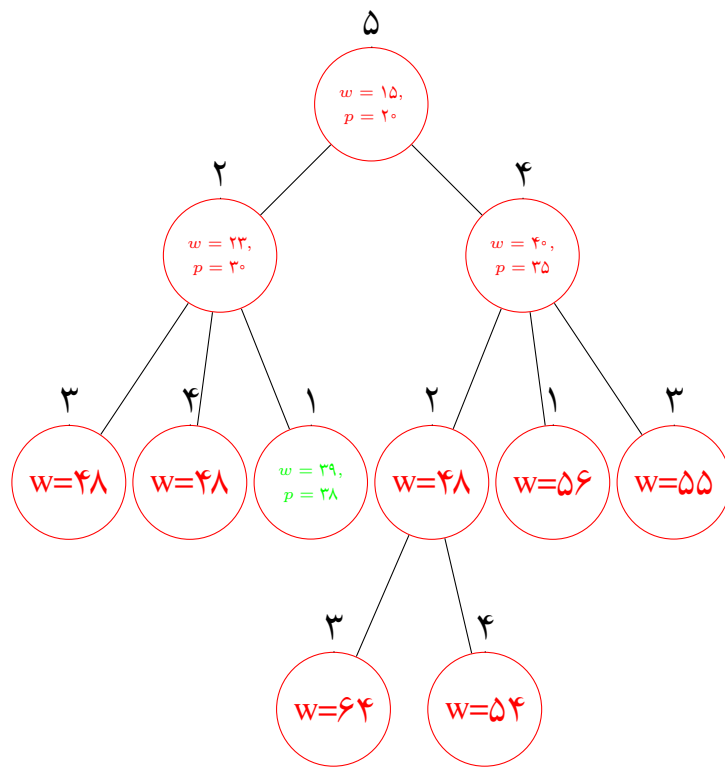 ۵
w = ۱۵,
p = ۲۰
۲
۴
w = ۲۳,
p = ۳۰
w = ۴۰,
p = ۳۵
۳
۴
۱
۲
۱
۳
w=۴۸
w=۴۸
w = ۳۹,
p = ۳۸
w=۴۸
w=۵۶
w=۵۵
۳
۴
w=۶۴
w=۵۴